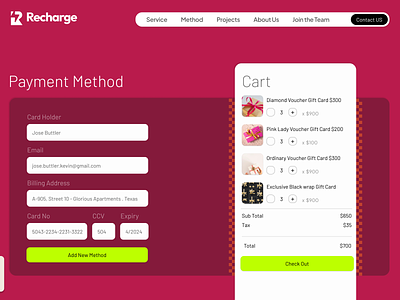 Recharge
Service Method Projects About Us Join the Team Contact US
Payment Method
Card Holder
Jose Buttler
Email
jose.buttler.kevin@gmail.com
Billing Address
A-905, Street 10 - Glorious Apartments , Texas
Card No CCV Expiry
5043-2234-2231-3322 504 4/2024
Add New Method
Cart
Diamond Voucher Gift Card $300
- 3 + x $100
Pink Lady Voucher Gift Card $200
3 + x $100
Ordinary Voucher Gift Card $300
3 + x $100
Exclusive Black wrap Gift Card
3 + x $100
Sub Total $650
Tax $35
Total $700
Check Out